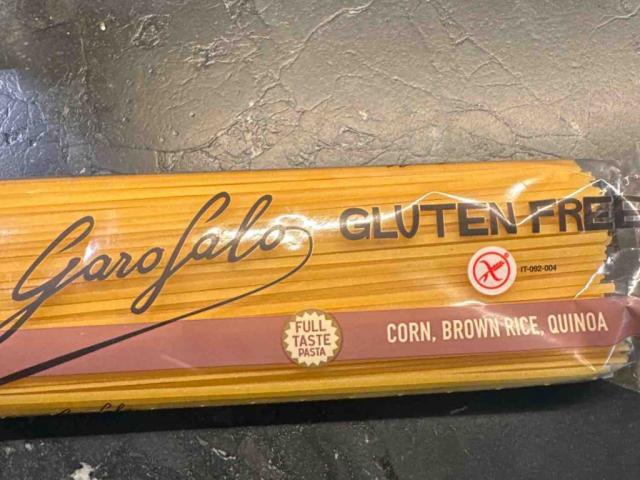 Garofalo
GLUTEN FREE
IT-092-004
FULL
TASTE
PASTA
CORN, BROWN RICE, QUINOA